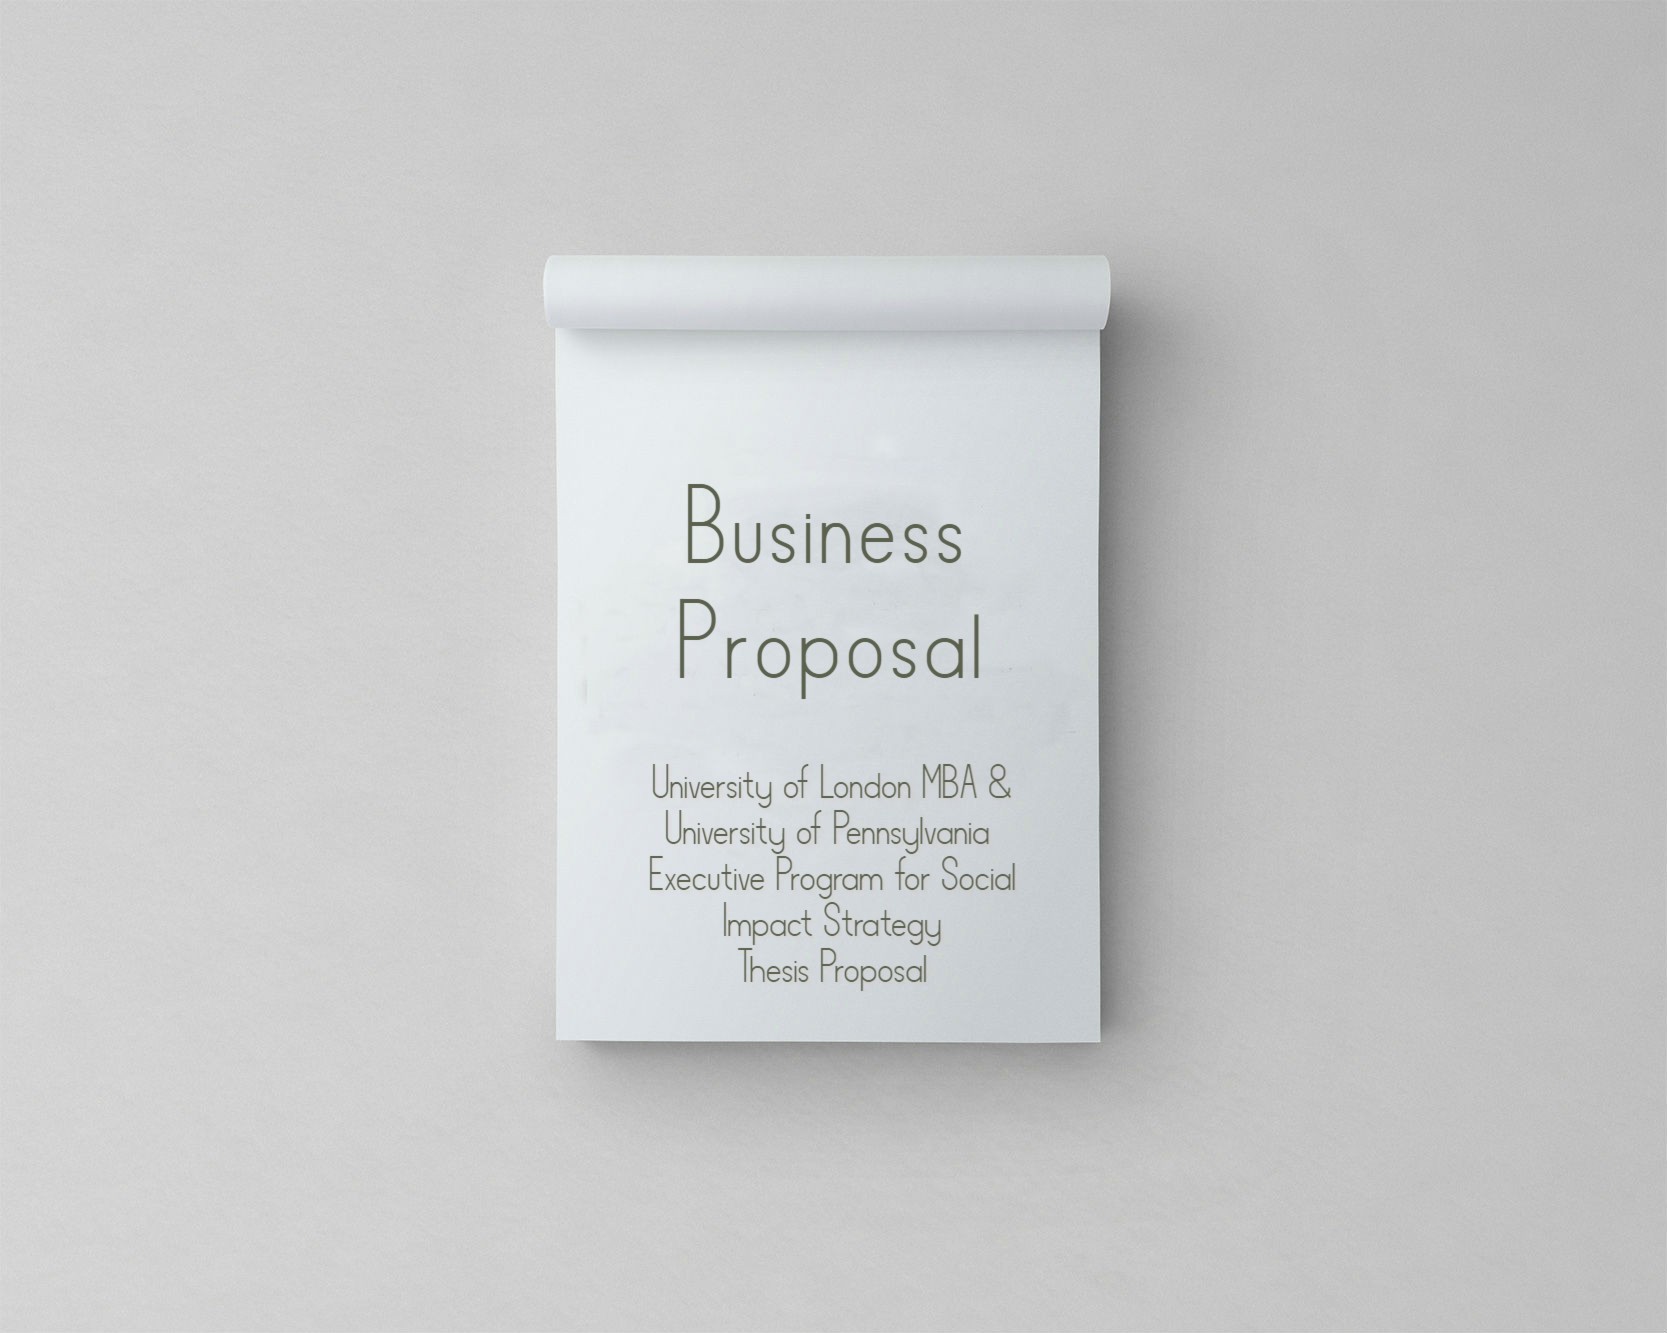 Business
Proposal
University of London MBA &
University of Pennsylvania
Executive Program for Social
Impact Strategy
Thesis Proposal